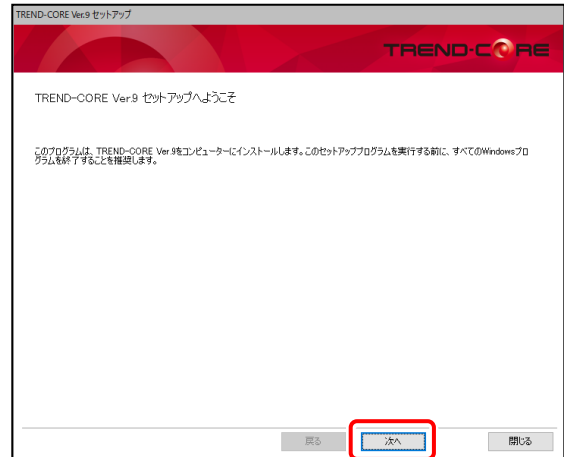 TREND-CORE Ver.9 セットアップ
TREND-CORE
TREND-CORE Ver.9 セットアップへようこそ
このプログラムは、TREND-CORE Ver.9をコンピューターにインストールします。このセットアッププログラムを実行する前に、すべてのWindowsプロ
グラムを終了することを推奨します。
戻る
次へ
閉じる